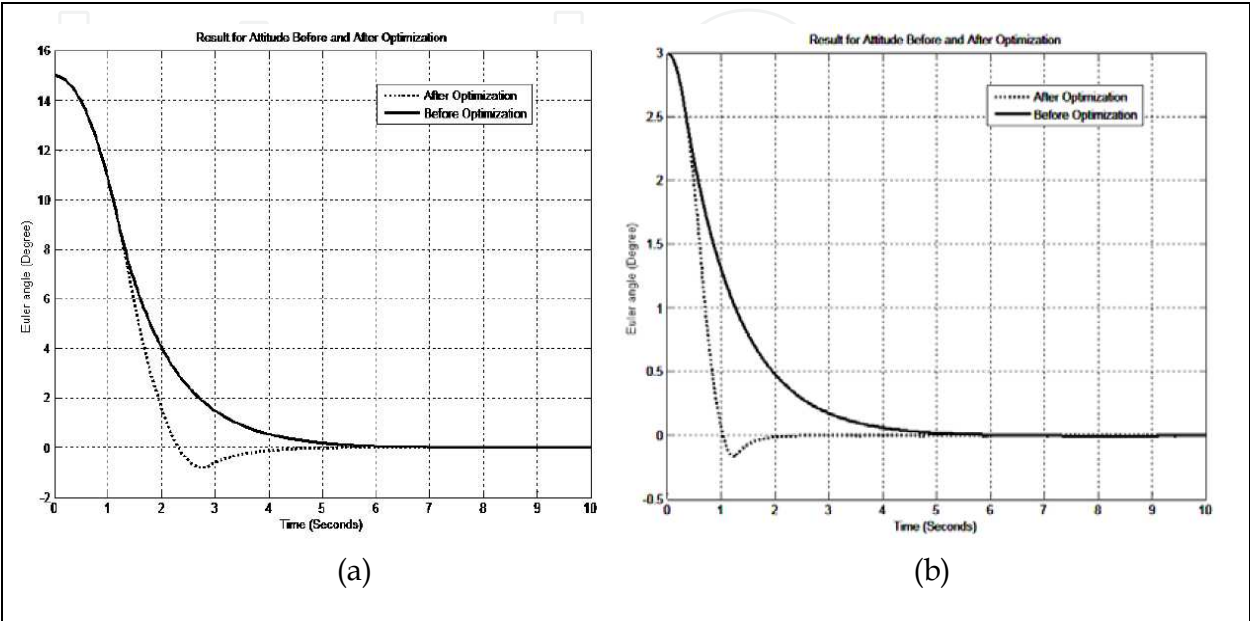 Result for Attitude Before and After Optimization
16
14
12
10
8
6
4
2
0
-2
Euler angle (Degree)
After Optimization
Before Optimization
0 1 2 3 4 5 6 7 8 9 10
Time (Seconds)
(a)
Result for Attitude Before and After Optimization
3
2.5
2
1.5
1
0.5
0
-0.5
Euler angle (Degree)
After Optimization
Before Optimization
0 1 2 3 4 5 6 7 8 9 10
Time (Seconds)
(b)